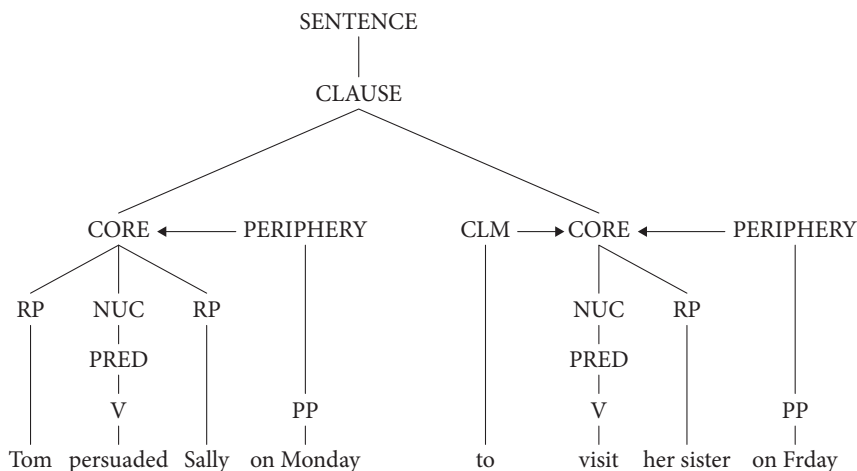 SENTENCE
CLAUSE
CORE PERIPHERY CLM CORE PERIPHERY
RP NUC RP NUC RP
PRED PRED
V PP V PP
Tom persuaded Sally on Monday to visit her sister on Frday